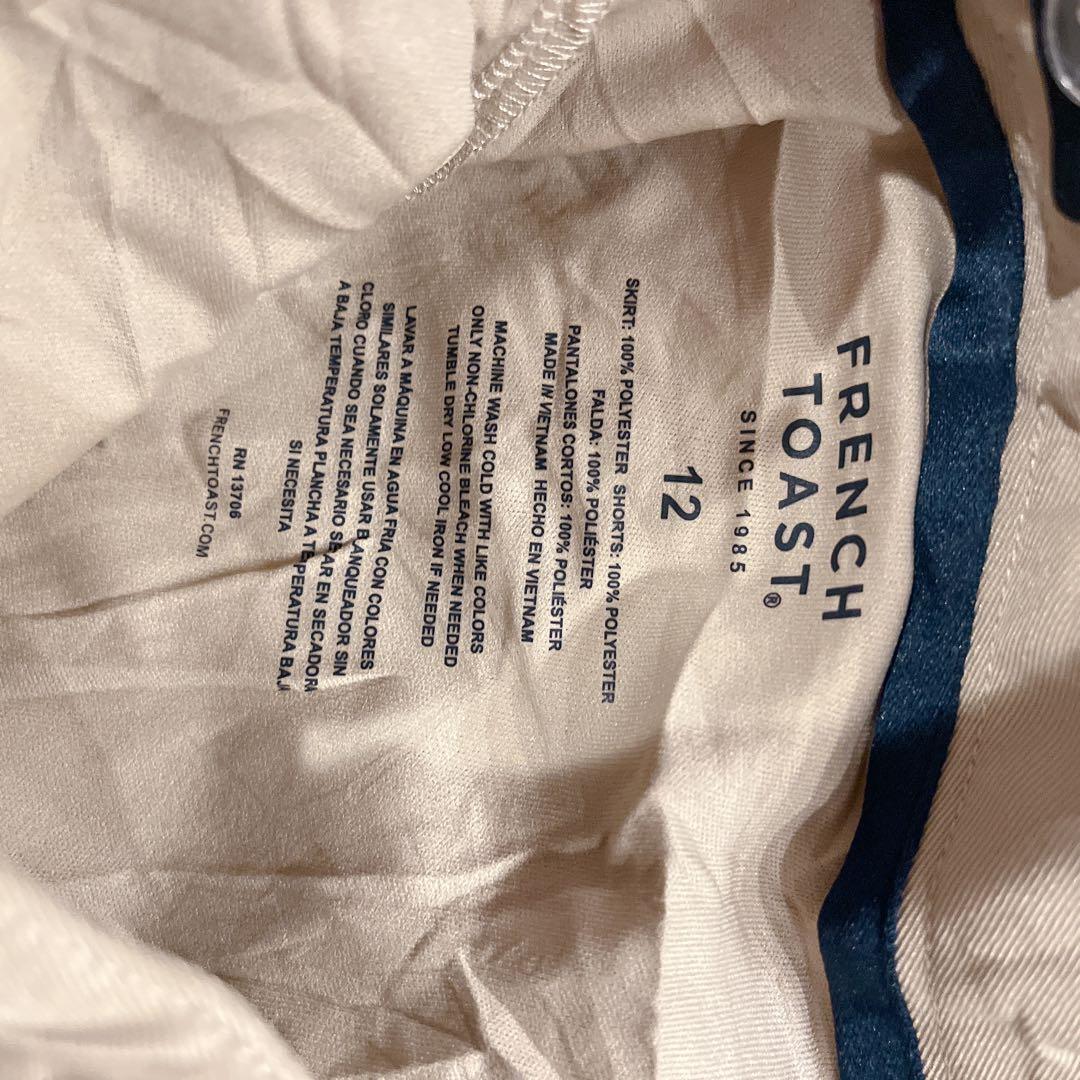 FRENCH
TOAST®
SINCE 1985
12
SKIRT: 100% POLYESTER SHORTS: 100% POLYESTER
FALDA: 100% POLIÉSTER
PANTALONES CORTOS: 100% POLIÉSTER
MADE IN VIETNAM HECHO EN VIETNAM
MACHINE WASH COLD WITH LIKE COLORS
ONLY NON-CHLORINE BLEACH WHEN NEEDED
TUMBLE DRY LOW COOL IRON IF NEEDED
LAVAR A MÁQUINA EN AGUA FRIA CON COLORES
SIMILARES SOLAMENTE USAR BLANQUEADOR SIN
CLORO CUANDO SEA NECESARIO SECAR EN SECADORA
A BAJA TEMPERATURA PLANCHA A TEMPERATURA BAJA
SI NECESITA
RN 13706
FRENCHTOAST.COM